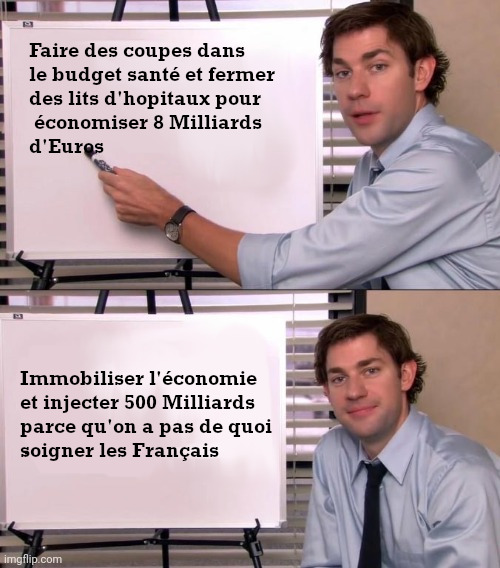 Faire des coupes dans
le budget santé et fermer
des lits d'hopitaux pour
économiser 8 Milliards
d'Euros
Immobiliser l'économie
et injecter 500 Milliards
parce qu'on a pas de quoi
soigner les Français
imgflip.com